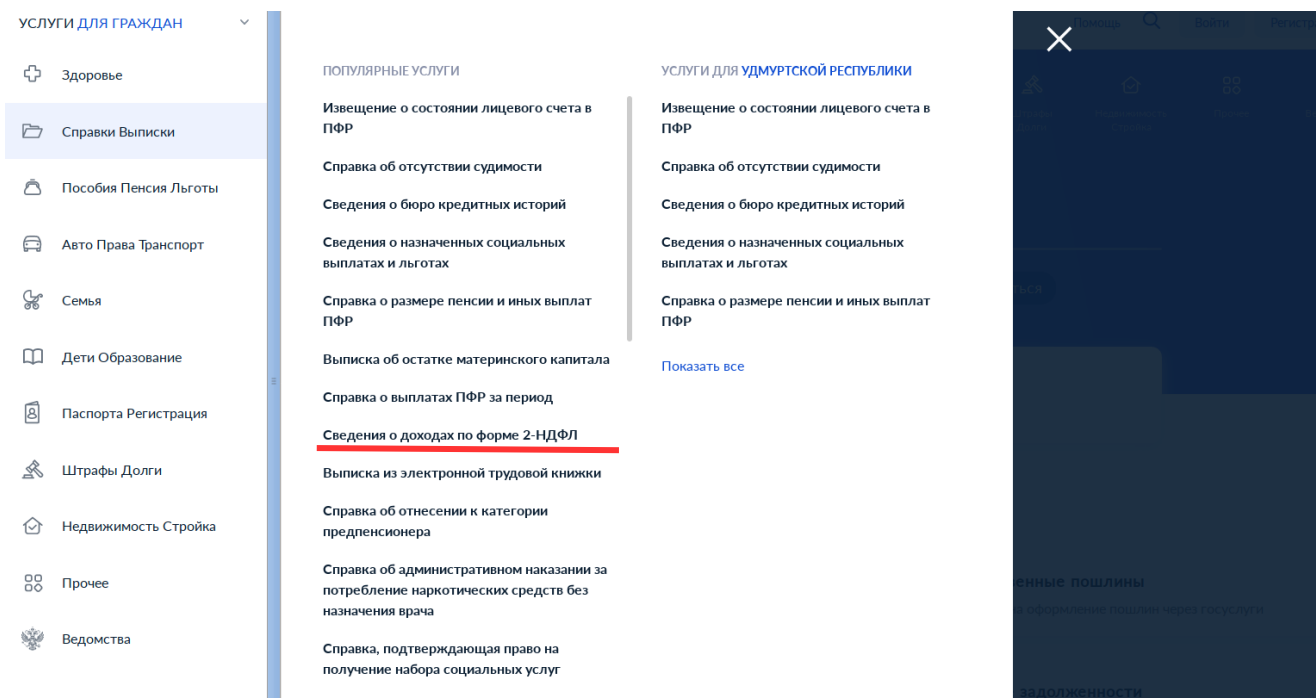 УСЛУГИ ДЛЯ ГРАЖДАН
Здоровье
Справки Выписки
Пособия Пенсия Льготы
Авто Права Транспорт
Семья
Дети Образование
Паспорта Регистрация
Штрафы Долги
Недвижимость Стройка
Прочее
Ведомства
ПОПУЛЯРНЫЕ УСЛУГИ
Извещение о состоянии лицевого счета в
ПФР
Справка об отсутствии судимости
Сведения о бюро кредитных историй
Сведения о назначенных социальных
выплатах и льготах
Справка о размере пенсии и иных выплат
ПФР
Выписка об остатке материнского капитала
Справка о выплатах ПФР за период
Сведения о доходах по форме 2-НДФЛ
Выписка из электронной трудовой книжки
Справка об отнесении к категории
предпенсионера
Справка об административном наказании за
потребление наркотических средств без
назначения врача
Справка, подтверждающая право на
получение набора социальных услуг
УСЛУГИ ДЛЯ УДМУРТСКОЙ РЕСПУБЛИКИ
Извещение о состоянии лицевого счета в
ПФР
Справка об отсутствии судимости
Сведения о бюро кредитных историй
Сведения о назначенных социальных
выплатах и льготах
Справка о размере пенсии и иных выплат
ПФР
Показать все
Помощь
Войти
пошлины
оформление пошлин через госуслуги
задолженности